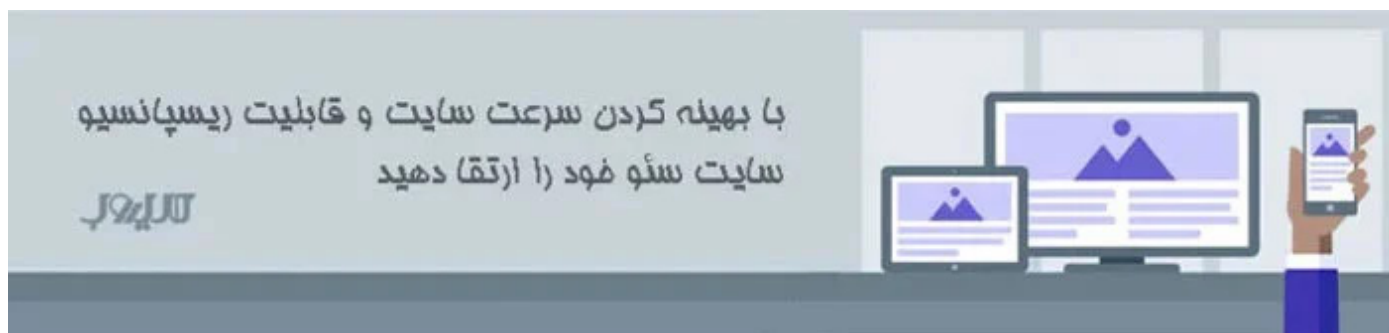 با بهینه کردن سرعت سایت و قابلیت ریسپانسیو
سایت سئو خود را ارتقا دهید